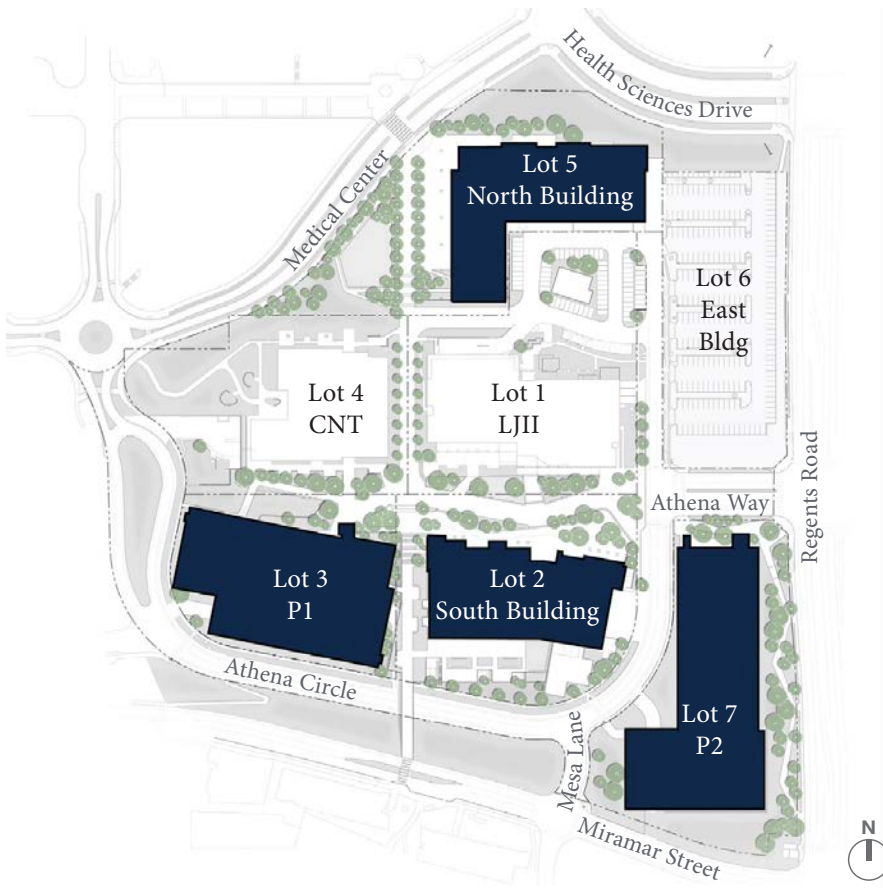 Health Sciences Drive
Medical Center
Lot 5
North Building
Lot 6
East
Bldg
Lot 4
CNT
Lot 1
LJII
Regents Road
Athena Way
Lot 3
P1
Lot 2
South Building
Athena Circle
Lot 7
P2
Mesa Lane
Miramar Street
N